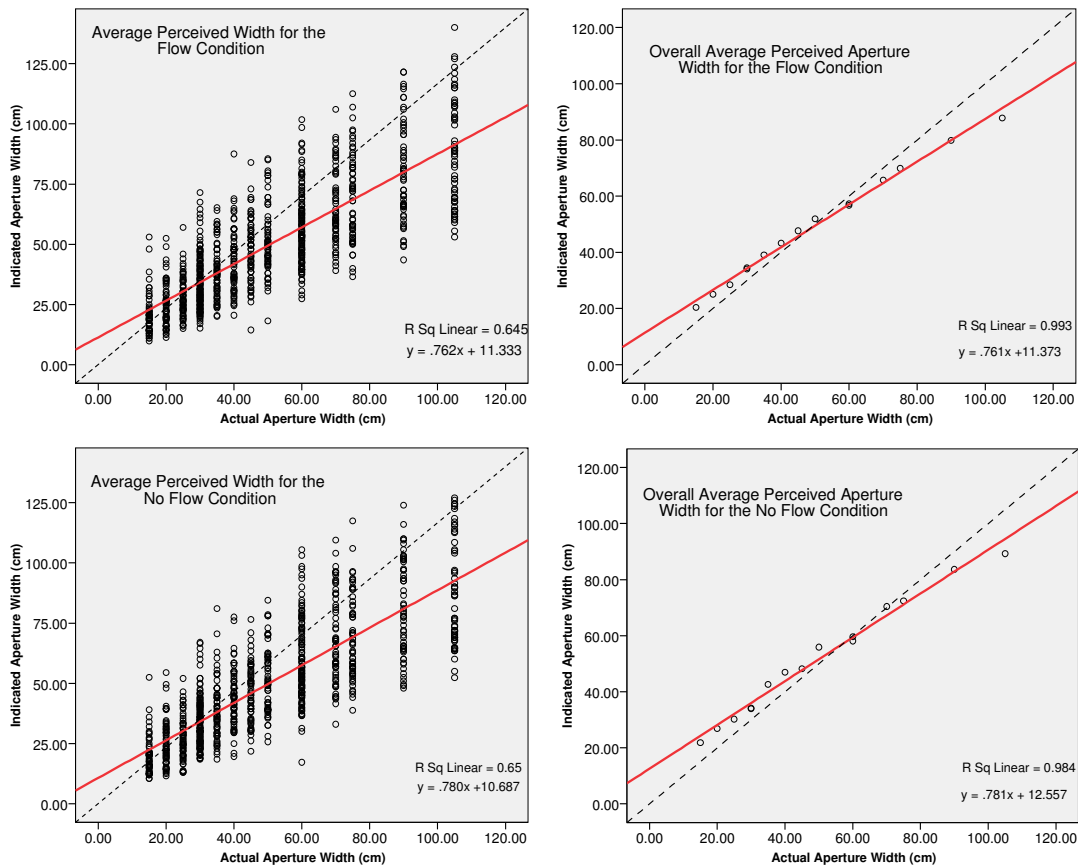 Average Perceived Width for the
Flow Condition
Indicated Aperture Width (cm)
125.00
100.00
75.00
50.00
25.00
0.00
R Sq Linear = 0.645
y = .762x + 11.333
0.00 20.00 40.00 60.00 80.00 100.00 120.00
Actual Aperture Width (cm)
Overall Average Perceived Aperture
Width for the Flow Condition
Indicated Aperture Width (cm)
120.00
100.00
80.00
60.00
40.00
20.00
0.00
R Sq Linear = 0.993
y = .761x +11.373
0.00 20.00 40.00 60.00 80.00 100.00 120.00
Actual Aperture Width (cm)
Average Perceived Width for the
No Flow Condition
Indicated Aperture Width (cm)
125.00
100.00
75.00
50.00
25.00
0.00
R Sq Linear = 0.65
y = .780x +10.687
0.00 20.00 40.00 60.00 80.00 100.00 120.00
Actual Aperture Width (cm)
Overall Average Perceived Aperture
Width for the No Flow Condition
Indicated Aperture Width (cm)
120.00
100.00
80.00
60.00
40.00
20.00
0.00
R Sq Linear = 0.984
y = .781x + 12.557
0.00 20.00 40.00 60.00 80.00 100.00 120.00
Actual Aperture Width (cm)